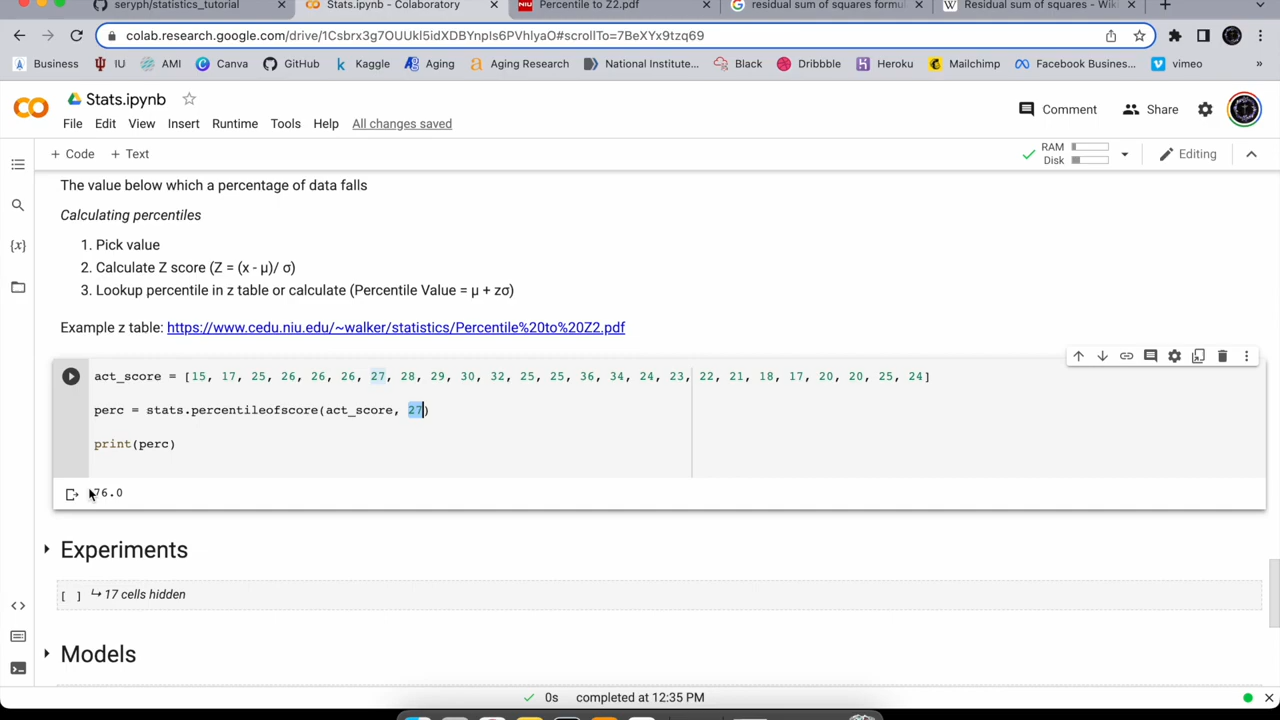 seryph/statistics_tutorial
Stats.ipynb - Colaboratory
Percentile to Z2.pdf
residual sum of squares formul
Residual sum of squares - Wiki
colab.research.google.com/drive/1Csbrx3g7OUUkl5idXDBYnpIs6PVhlyaO#scrollTo=7BeXYx9tzq69
Business IU AMI Canva GitHub Kaggle Aging Aging Research National Institute... Black Dribbble Heroku Mailchimp Facebook Busines... vimeo
Stats.ipynb
Comment Share
File Edit View Insert Runtime Tools Help All changes saved
+ Code + Text
RAM
Disk
Editing
The value below which a percentage of data falls
Calculating percentiles
1. Pick value
2. Calculate Z score (Z = (x - μ)/ σ)
3. Lookup percentile in z table or calculate (Percentile Value = μ + zσ)
Example z table: https://www.cedu.niu.edu/~walker/statistics/Percentile%20to%20Z2.pdf
act_score = [15, 17, 25, 26, 26, 26, 27, 28, 29, 30, 32, 25, 25, 36, 34, 24, 23, 22, 21, 18, 17, 20, 20, 25, 24]
perc = stats.percentileofscore(act_score, 27)
print(perc)
76.0
Experiments
[ ] ↳ 17 cells hidden
Models
0s completed at 12:35 PM